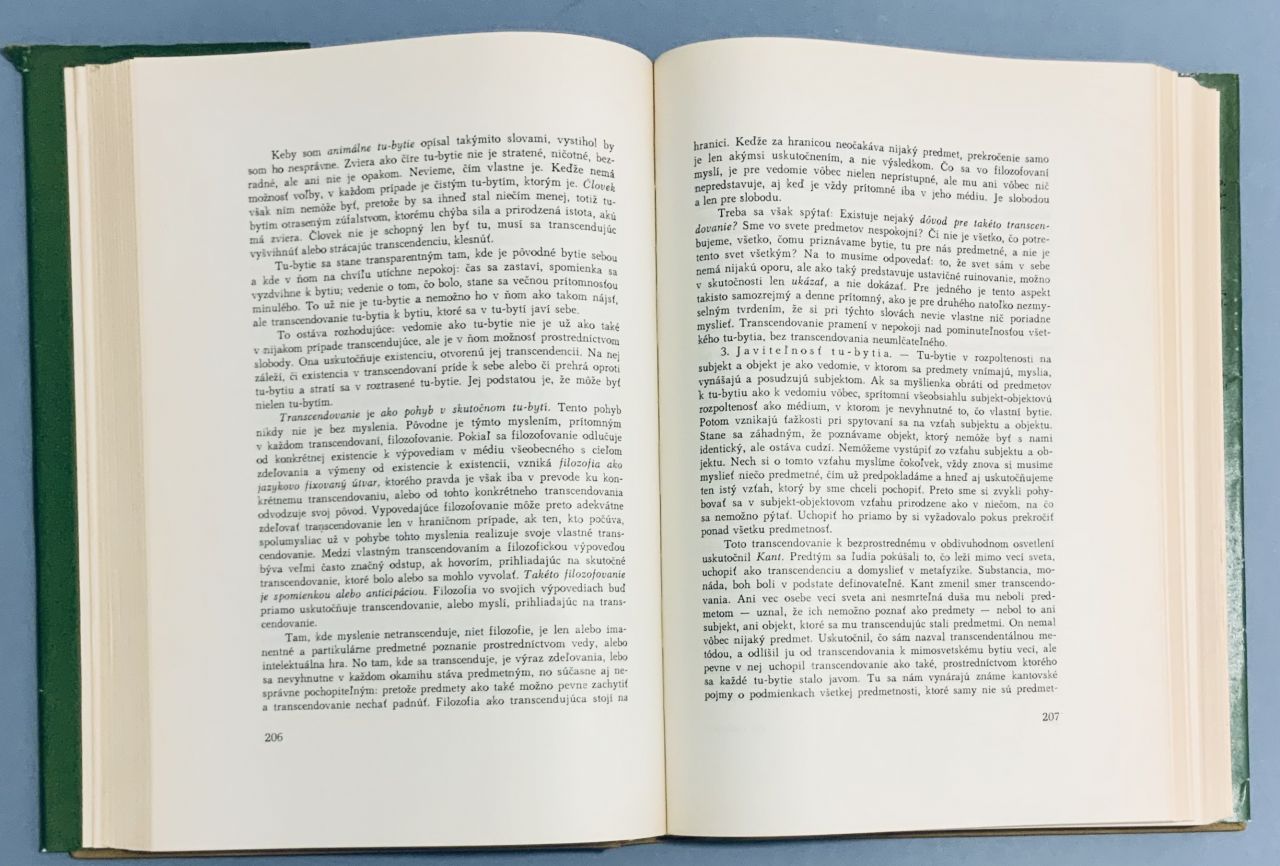 Keby som animálne tu-bytie opísal takýmito slovami, vystihol by
som ho nesprávne. Zviera ako číre tu-bytie nie je stratené, ničotné, bez-
radné, ale ani nie je opakom. Nevieme, čím vlastne je. Keďže nemá
možnosť voľby, v každom prípade je čistým tu-bytím, ktorým je. Človek
však ním nemôže byť, pretože by sa ihneď stal niečím menej, totiž tu-
bytím otraseným zúfalstvom, ktorému chýba sila a prirodzená istota, akú
má zviera. Človek nie je schopný len byť tu, musí sa transcendujúc
vyšvihnúť alebo strácajúc transcendenciu, klesnúť.
Tu-bytie sa stane transparentným tam, kde je pôvodné bytie sebou
a kde v ňom na chvíľu utíchne nepokoj: čas sa zastaví, spomienka sa
vyzdvihne k bytiu; vedenie o tom, čo bolo, stane sa večnou prítomnosťou
minulého. To už nie je tu-bytie a nemožno ho v ňom ako takom nájsť,
ale transcendovanie tu-bytia k bytiu, ktoré sa v tu-bytí javí sebe.
To ostáva rozhodujúce: vedomie ako tu-bytie nie je už ako také
v nijakom prípade transcendujúce, ale je v ňom možnosť prostredníctvom
slobody. Ona uskutočňuje existenciu, otvorenú jej transcendencii. Na nej
záleží, či existencia v transcendovaní príde k sebe alebo či prehrá oproti
tu-bytiu a stratí sa v roztrasené tu-bytie. Jej podstatou je, že môže byť
nielen tu-bytím.
Transcendovanie je ako pohyb v skutočnom tu-bytí. Tento pohyb
nikdy nie je bez myslenia. Pôvodne je týmto myslením, prítomným
v každom transcendovaní, filozofovanie. Pokiaľ sa filozofovanie odlučuje
od konkrétnej existencie k výpovediam v médiu všeobecného s cieľom
zdeľovania a výmeny od existencie k existencii, vzniká filozofia ako
jazykovo fixovaný útvar, ktorého pravda je však iba v prevode ku kon-
krétnemu transcendovaniu, alebo od tohto konkrétneho transcendovania
odvodzuje svoj pôvod. Vypovedajúce filozofovanie môže preto adekvátne
zdeľovať transcendovanie len v hraničnom prípade, ak ten, kto počúva,
spolumysliac už v pohybe tohto myslenia realizuje svoje vlastné trans-
cendovanie. Medzi vlastným transcendovaním a filozofickou výpoveďou
býva veľmi často značný odstup, ak hovorím, prihliadajúc na skutočné
transcendovanie, ktoré bolo alebo sa mohlo vyvolať. Takéto filozofovanie
je spomienkou alebo anticipáciou. Filozofia vo svojich výpovediach buď
priamo uskutočňuje transcendovanie, alebo myslí, prihliadajúc na trans-
cendovanie.
Tam, kde myslenie netranscenduje, niet filozofie, je len alebo ima-
nentné a partikulárne predmetné poznanie prostredníctvom vedy, alebo
intelektuálna hra. No tam, kde sa transcenduje, je výraz zdeľovania, lebo
sa nevyhnutne v každom okamihu stáva predmetným, no súčasne aj ne-
správne pochopiteľným: pretože predmety ako také možno pevne zachytiť
a transcendovanie nechať padnúť. Filozofia ako transcendujúca stojí na
206
hranici. Keďže za hranicou neočakáva nijaký predmet, prekročenie samo
je len akýmsi uskutočnením, a nie výsledkom. Čo sa vo filozofovaní
myslí, je pre vedomie vôbec nielen neprístupné, ale mu ani vôbec nič
nepredstavuje, aj keď je vždy prítomné iba v jeho médiu. Je slobodou
a len pre slobodu.
Treba sa však spýtať: Existuje nejaký dôvod pre takéto transcen-
dovanie? Sme vo svete predmetov nespokojní? Či nie je všetko, čo potre-
bujeme, všetko, čomu priznávame bytie, tu pre nás predmetné, a nie je
tento svet všetkým? Na to musíme odpovedať: to, že svet sám v sebe
nemá nijakú oporu, ale ako taký predstavuje ustavičné ruinovanie, možno
v skutočnosti len ukázať, a nie dokázať. Pre jedného je tento aspekt
takisto samozrejmý a denne prítomný, ako je pre druhého natoľko nezmy-
selným tvrdením, že si pri týchto slovách nevie vlastne nič poriadne
myslieť. Transcendovanie pramení v nepokoji nad pominuteľnosťou všet-
kého tu-bytia, bez transcendovania neumlčateľného.
3. Javiteľnosť tu-bytia. — Tu-bytie v rozpoltenosti na
subjekt a objekt je ako vedomie, v ktorom sa predmety vnímajú, myslia,
vynášajú a posudzujú subjektom. Ak sa myšlienka obráti od predmetov
k tu-bytiu ako k vedomiu vôbec, sprítomní všeobsiahlu subjekt-objektovú
rozpoltenosť ako médium, v ktorom je nevyhnutné to, čo vlastní bytie.
Potom vznikajú ťažkosti pri spytovaní sa na vzťah subjektu a objektu.
Stane sa záhadným, že poznávame objekt, ktorý nemôže byť s nami
identický, ale ostáva cudzí. Nemôžeme vystúpiť zo vzťahu subjektu a ob-
jektu. Nech si o tomto vzťahu myslíme čokoľvek, vždy znova si musíme
myslieť niečo predmetné, čím už predpokladáme a hneď aj uskutočňujeme
ten istý vzťah, ktorý by sme chceli pochopiť. Preto sme si zvykli pohy-
bovať sa v subjekt-objektovom vzťahu prirodzene ako v niečom, na čo
sa nemožno pýtať. Uchopiť ho priamo by si vyžadovalo pokus prekročiť
ponad všetku predmetnosť.
Toto transcendovanie k bezprostrednému v obdivuhodnom osvetlení
uskutočnil Kant. Predtým sa ľudia pokúšali to, čo leží mimo vecí sveta,
uchopiť ako transcendenciu a domyslieť v metafyzike. Substancia, mo-
náda, boh boli v podstate definovateľné. Kant zmenil smer transcendo-
vania. Ani vec osebe veci sveta ani nesmrteľná duša mu neboli pred-
metom — uznal, že ich nemožno poznať ako predmety — nebol to ani
subjekt, ani objekt, ktoré sa mu transcendujúc stali predmetmi. On nemal
vôbec nijaký predmet. Uskutočnil, čo sám nazval transcendentálnou me-
tódou, a odlíšil ju od transcendovania k mimosvetskému bytiu vecí, ale
pevne v nej uchopil transcendovanie ako také, prostredníctvom ktorého
sa každé tu-bytie stalo javom. Tu sa nám vynárajú známe kantovské
pojmy o podmienkach všetkej predmetnosti, ktoré samy nie sú predmet-
207